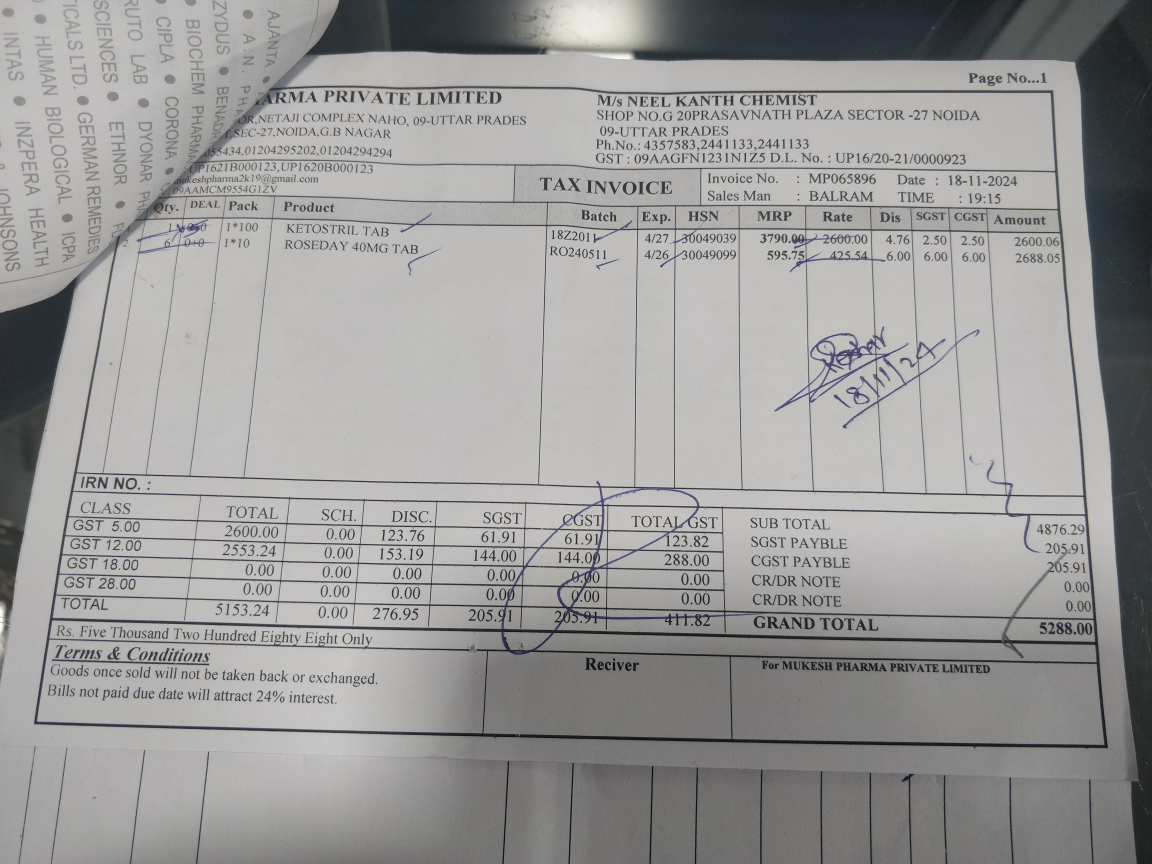 AJANTA •
• A.N. PH
ZYDUS • BENAD
• BIOCHEM PHARMA
• CIPLA • CORONA
RUTO LAB • DYONAR PH
SCIENCES • ETHNOR •
ICALS LTD. • GERMAN REMEDIES
• HUMAN BIOLOGICAL • ICPA
• INTAS • INZPERA HEALTH
JOHNSONS
Page No...1
ARMA PRIVATE LIMITED
OR,NETAJI COMPLEX NAHO, 09-UTTAR PRADES
,SEC-27,NOIDA,G.B NAGAR
55434,01204295202,01204294294
UP1621B000123,UP1620B000123
mukeshpharma2k19@gmail.com
09AAMCM9554G1ZV
M/s NEEL KANTH CHEMIST
SHOP NO.G 20PRASAVNATH PLAZA SECTOR -27 NOIDA
09-UTTAR PRADES
Ph.No.: 4357583,2441133,2441133
GST : 09AAGFN1231N1Z5 D.L. No. : UP16/20-21/0000923
TAX INVOICE
Invoice No. : MP065896 Date : 18-11-2024
Sales Man : BALRAM TIME : 19:15
Qty. DEAL Pack Product Batch Exp. HSN MRP Rate Dis SGST CGST Amount
1*100 KETOSTRIL TAB 18Z2011 4/27 30049039 3790.00 2600.00 4.76 2.50 2.50 2600.06
2 6 0+0 1*10 ROSEDAY 40MG TAB RO240511 4/26 30049099 595.75 425.54 6.00 6.00 6.00 2688.05
18/11/24
IRN NO. :
CLASS TOTAL SCH. DISC. SGST CGST TOTAL GST
GST 5.00 2600.00 0.00 123.76 61.91 61.91 123.82
GST 12.00 2553.24 0.00 153.19 144.00 144.00 288.00
GST 18.00 0.00 0.00 0.00 0.00 0.00 0.00
GST 28.00 0.00 0.00 0.00 0.00 0.00 0.00
TOTAL 5153.24 0.00 276.95 205.91 205.91 411.82
SUB TOTAL 4876.29
SGST PAYBLE 205.91
CGST PAYBLE 205.91
CR/DR NOTE 0.00
CR/DR NOTE 0.00
GRAND TOTAL 5288.00
Rs. Five Thousand Two Hundred Eighty Eight Only
Terms & Conditions
Goods once sold will not be taken back or exchanged.
Bills not paid due date will attract 24% interest.
Reciver
For MUKESH PHARMA PRIVATE LIMITED